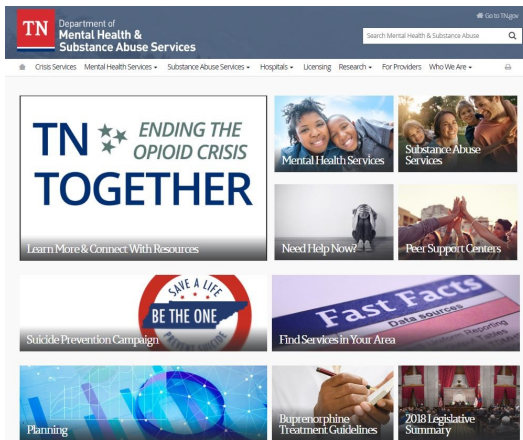 Go to TN.gov
TN
Department of
Mental Health &
Substance Abuse Services
Search Mental Health & Substance Abuse
Crisis Services Mental Health Services Substance Abuse Services Hospitals Licensing Research For Providers Who We Are
TN ENDING THE
OPIOID CRISIS
TOGETHER
Learn More & Connect With Resources
Mental Health Services
Substance Abuse
Services
Need Help Now?
Peer Support Centers
SAVE A LIFE
BE THE ONE
PREVENT SUICIDE
Suicide Prevention Campaign
Fast Facts
Data sources
Uniform Reporting
Find Services in Your Area
Planning
Buprenorphine
Treatment Guidelines
2018 Legislative
Summary